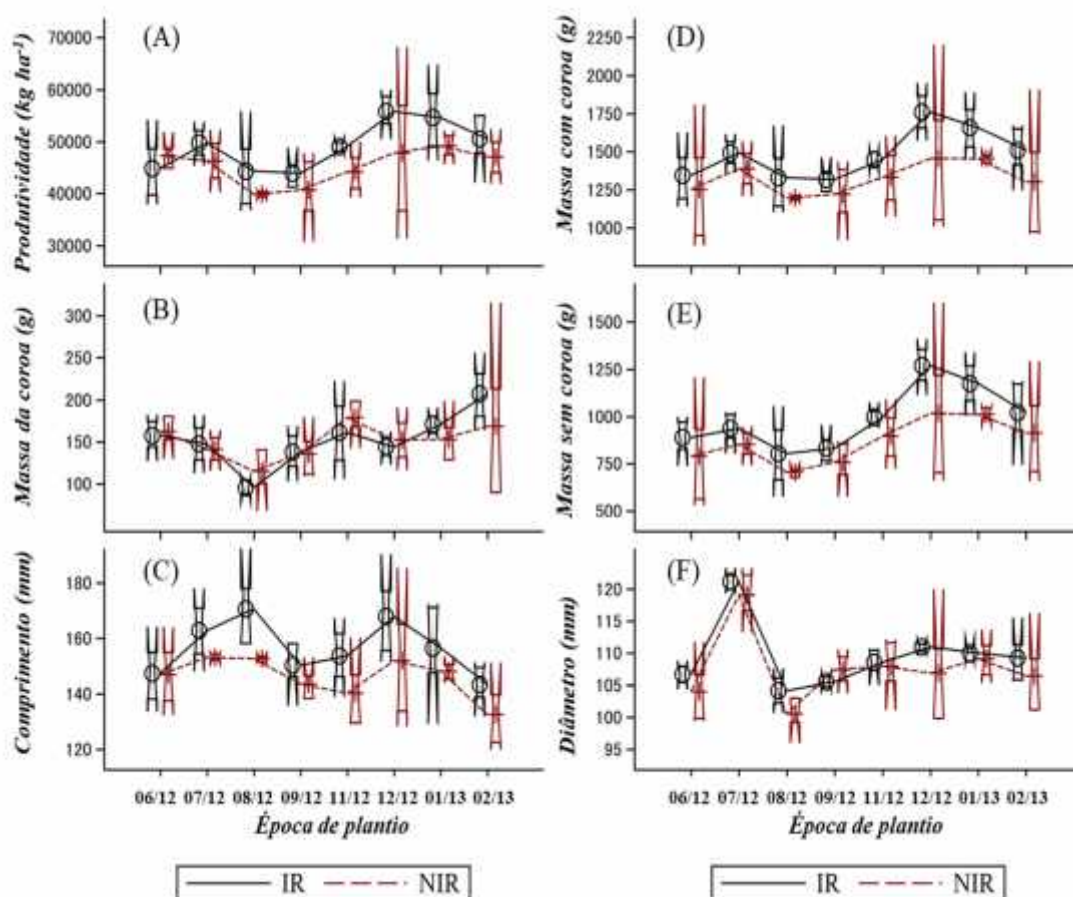 (A)
Produtividade (kg ha⁻¹)
70000
60000
50000
40000
30000
(B)
Massa da coroa (g)
300
250
200
150
100
(C)
Comprimento (mm)
180
160
140
120
06/12 07/12 08/12 09/12 11/12 12/12 01/13 02/13
Época de plantio
IR NIR
(D)
Massa com coroa (g)
2250
2000
1750
1500
1250
1000
(E)
Massa sem coroa (g)
1500
1250
1000
750
500
(F)
Diâmetro (mm)
120
115
110
105
100
95
06/12 07/12 08/12 09/12 11/12 12/12 01/13 02/13
Época de plantio
IR NIR